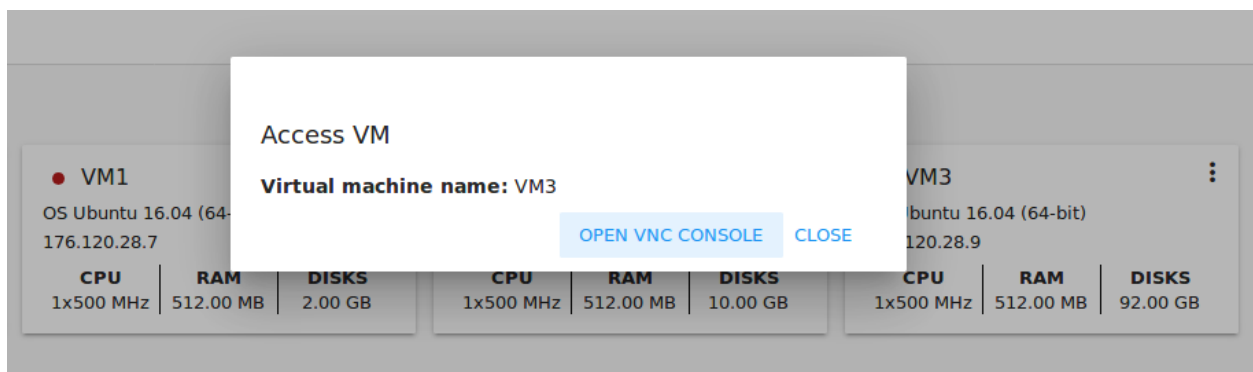 Access VM
Virtual machine name: VM3
OPEN VNC CONSOLE CLOSE
VM1
OS Ubuntu 16.04 (64-
176.120.28.7
CPU RAM DISKS
1x500 MHz 512.00 MB 2.00 GB
CPU RAM DISKS
1x500 MHz 512.00 MB 10.00 GB
VM3
buntu 16.04 (64-bit)
120.28.9
CPU RAM DISKS
1x500 MHz 512.00 MB 92.00 GB